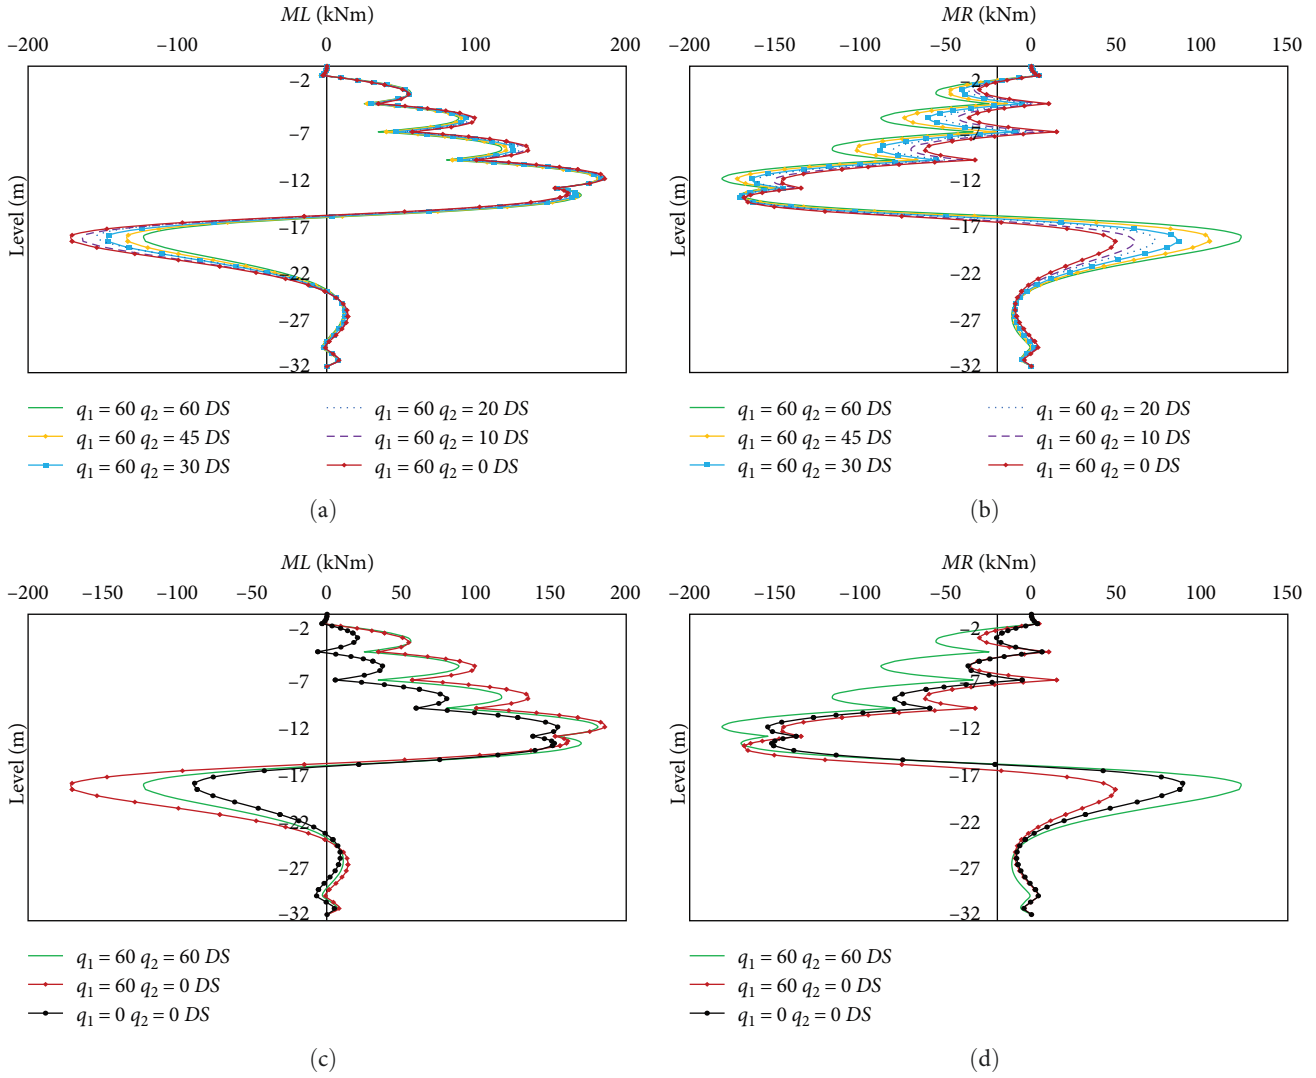 ML (kNm)
−200 −100 0 100 200
−2
−7
−12
−17
−22
−27
−32
Level (m)
q1 = 60 q2 = 60 DS
q1 = 60 q2 = 45 DS
q1 = 60 q2 = 30 DS
q1 = 60 q2 = 20 DS
q1 = 60 q2 = 10 DS
q1 = 60 q2 = 0 DS
(a)
MR (kNm)
−200 −150 −100 −50 0 50 100 150
−2
−7
−12
−17
−22
−27
−32
Level (m)
q1 = 60 q2 = 60 DS
q1 = 60 q2 = 45 DS
q1 = 60 q2 = 30 DS
q1 = 60 q2 = 20 DS
q1 = 60 q2 = 10 DS
q1 = 60 q2 = 0 DS
(b)
ML (kNm)
−200 −150 −100 −50 0 50 100 150 200
−2
−7
−12
−17
−22
−27
−32
Level (m)
q1 = 60 q2 = 60 DS
q1 = 60 q2 = 0 DS
q1 = 0 q2 = 0 DS
(c)
MR (kNm)
−200 −150 −100 −50 0 50 100 150
−2
−7
−12
−17
−22
−27
−32
Level (m)
q1 = 60 q2 = 60 DS
q1 = 60 q2 = 0 DS
q1 = 0 q2 = 0 DS
(d)